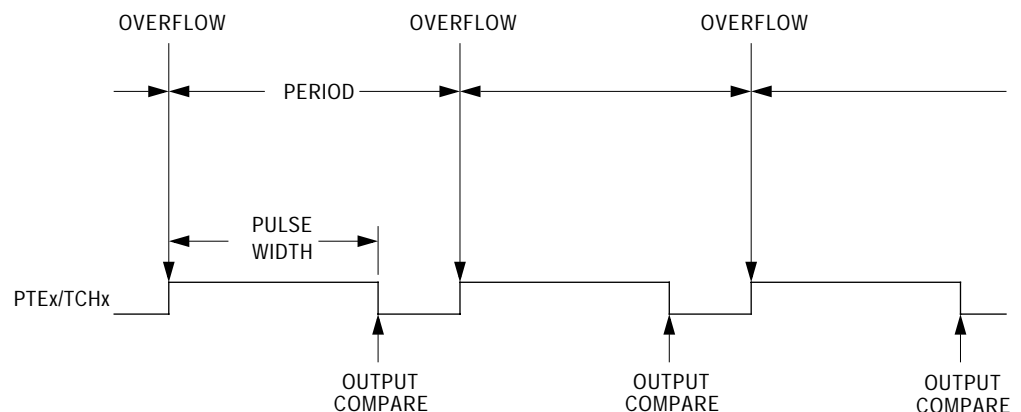 OVERFLOW OVERFLOW OVERFLOW
PERIOD
PULSE
WIDTH
PTEx/TCHx
OUTPUT
COMPARE
OUTPUT
COMPARE
OUTPUT
COMPARE